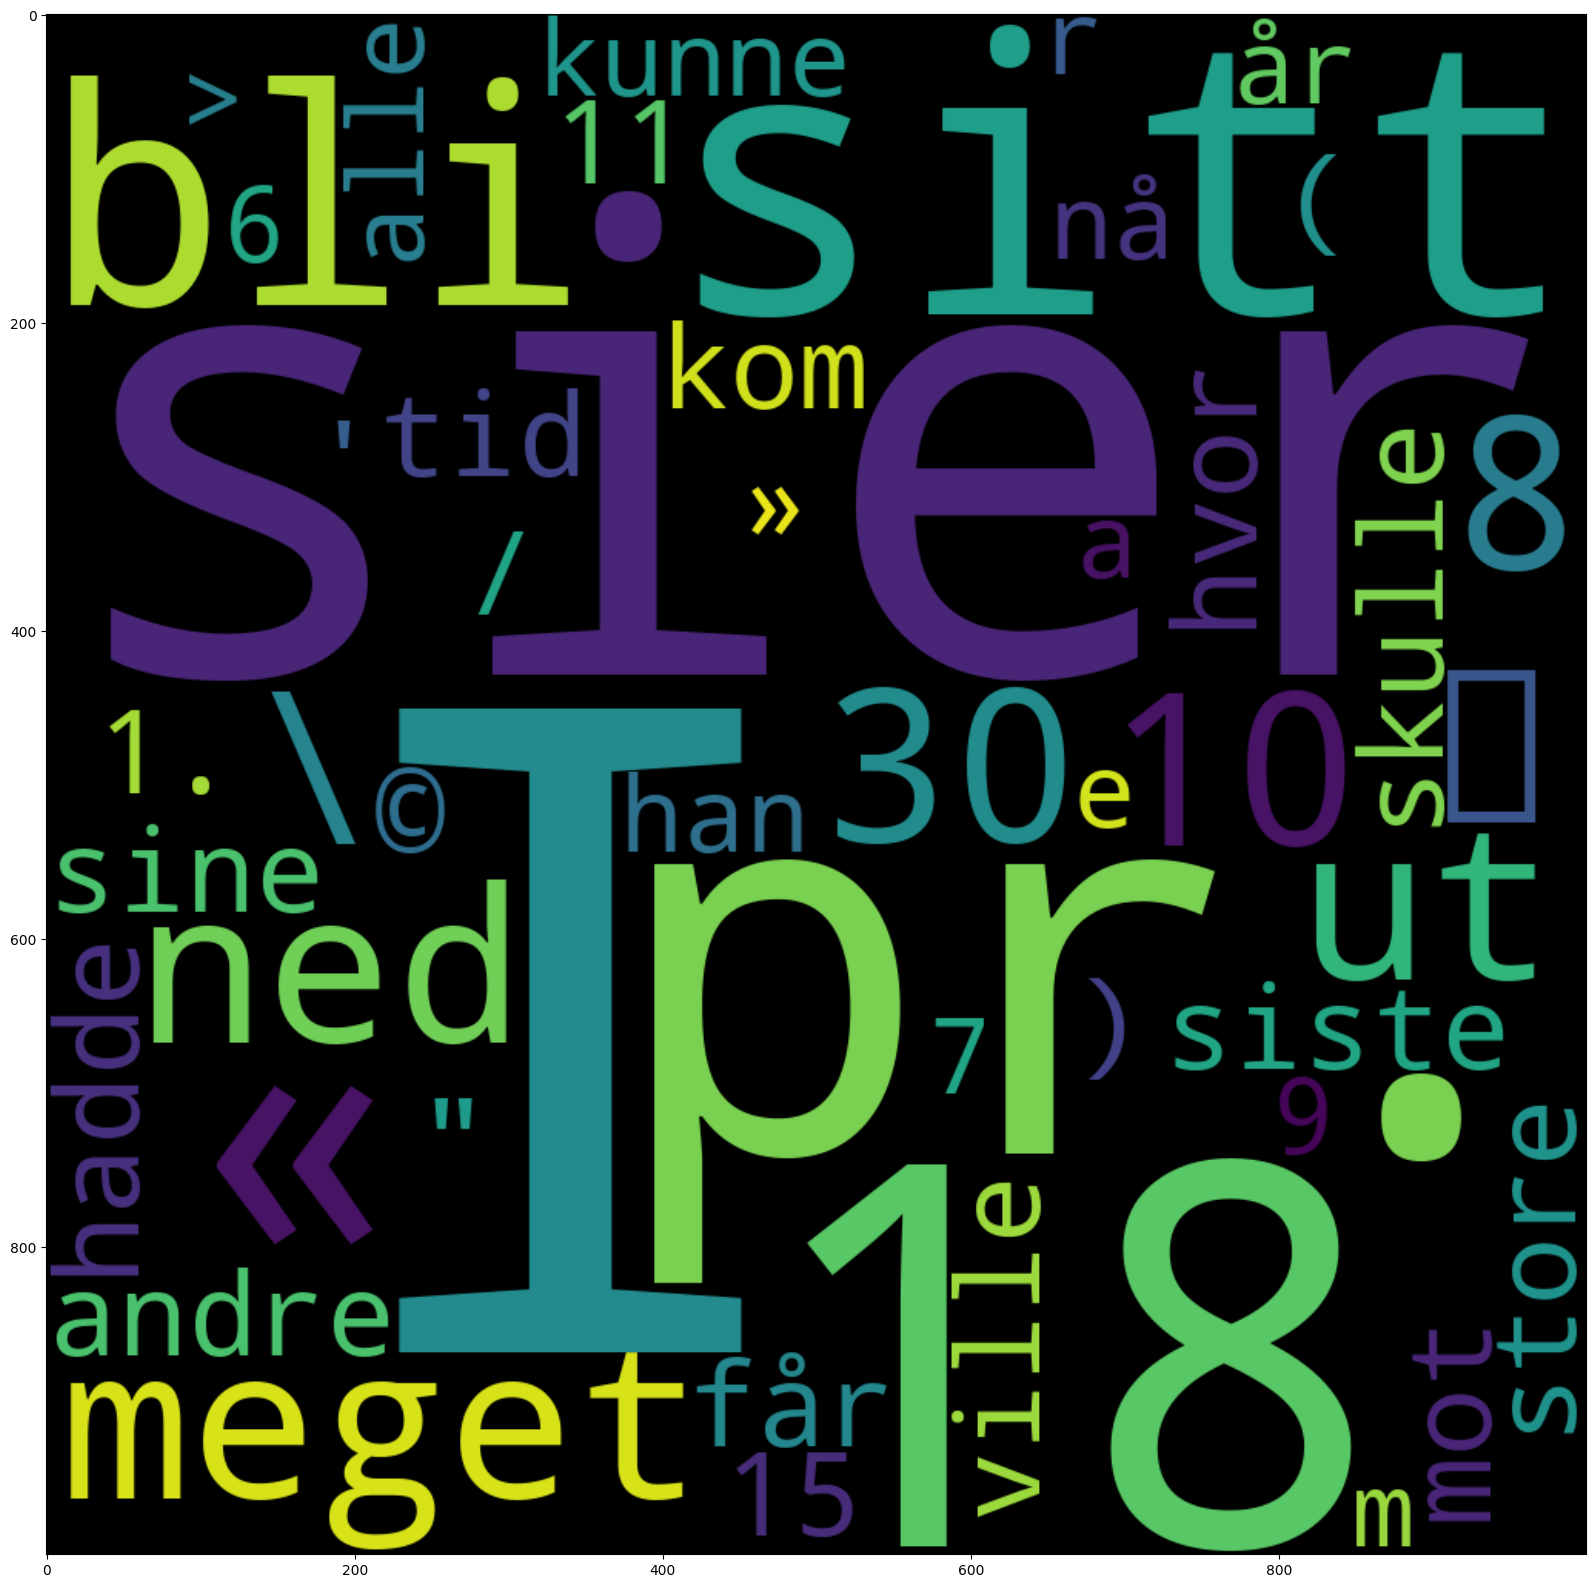 0
bli
>
alle
kunne
11
6
sitt
r
år
nå
(
200
sier
kom
'
tid
»
/
a
hvor
skulle
8
400
1.
\
©
I
han
30
e
10
sine
ned
pr.
ut
600
hadde
«
"
7
)
siste
9
store
18
ville
800
andre
meget
får
15
mot
m
0 200 400 600 800